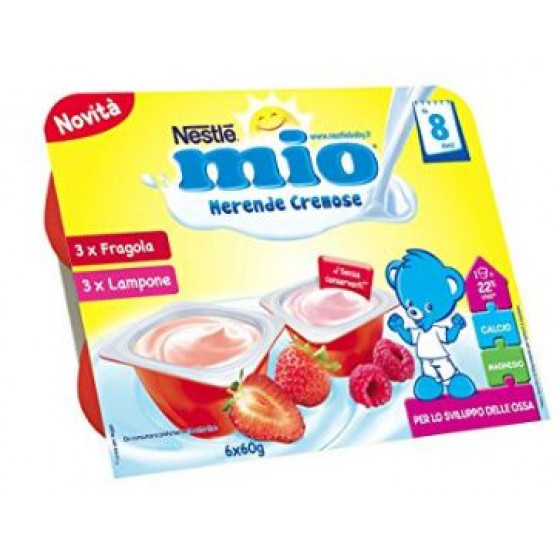 Novità
Nestlé
www.nestlebaby.it
mio
Merende Cremose
8
3 x Fragola
3 x Lampone
Senza
conservanti
22%
CALCIO
MAGNESIO
PER LO SVILUPPO DELLE OSSA
6x60g